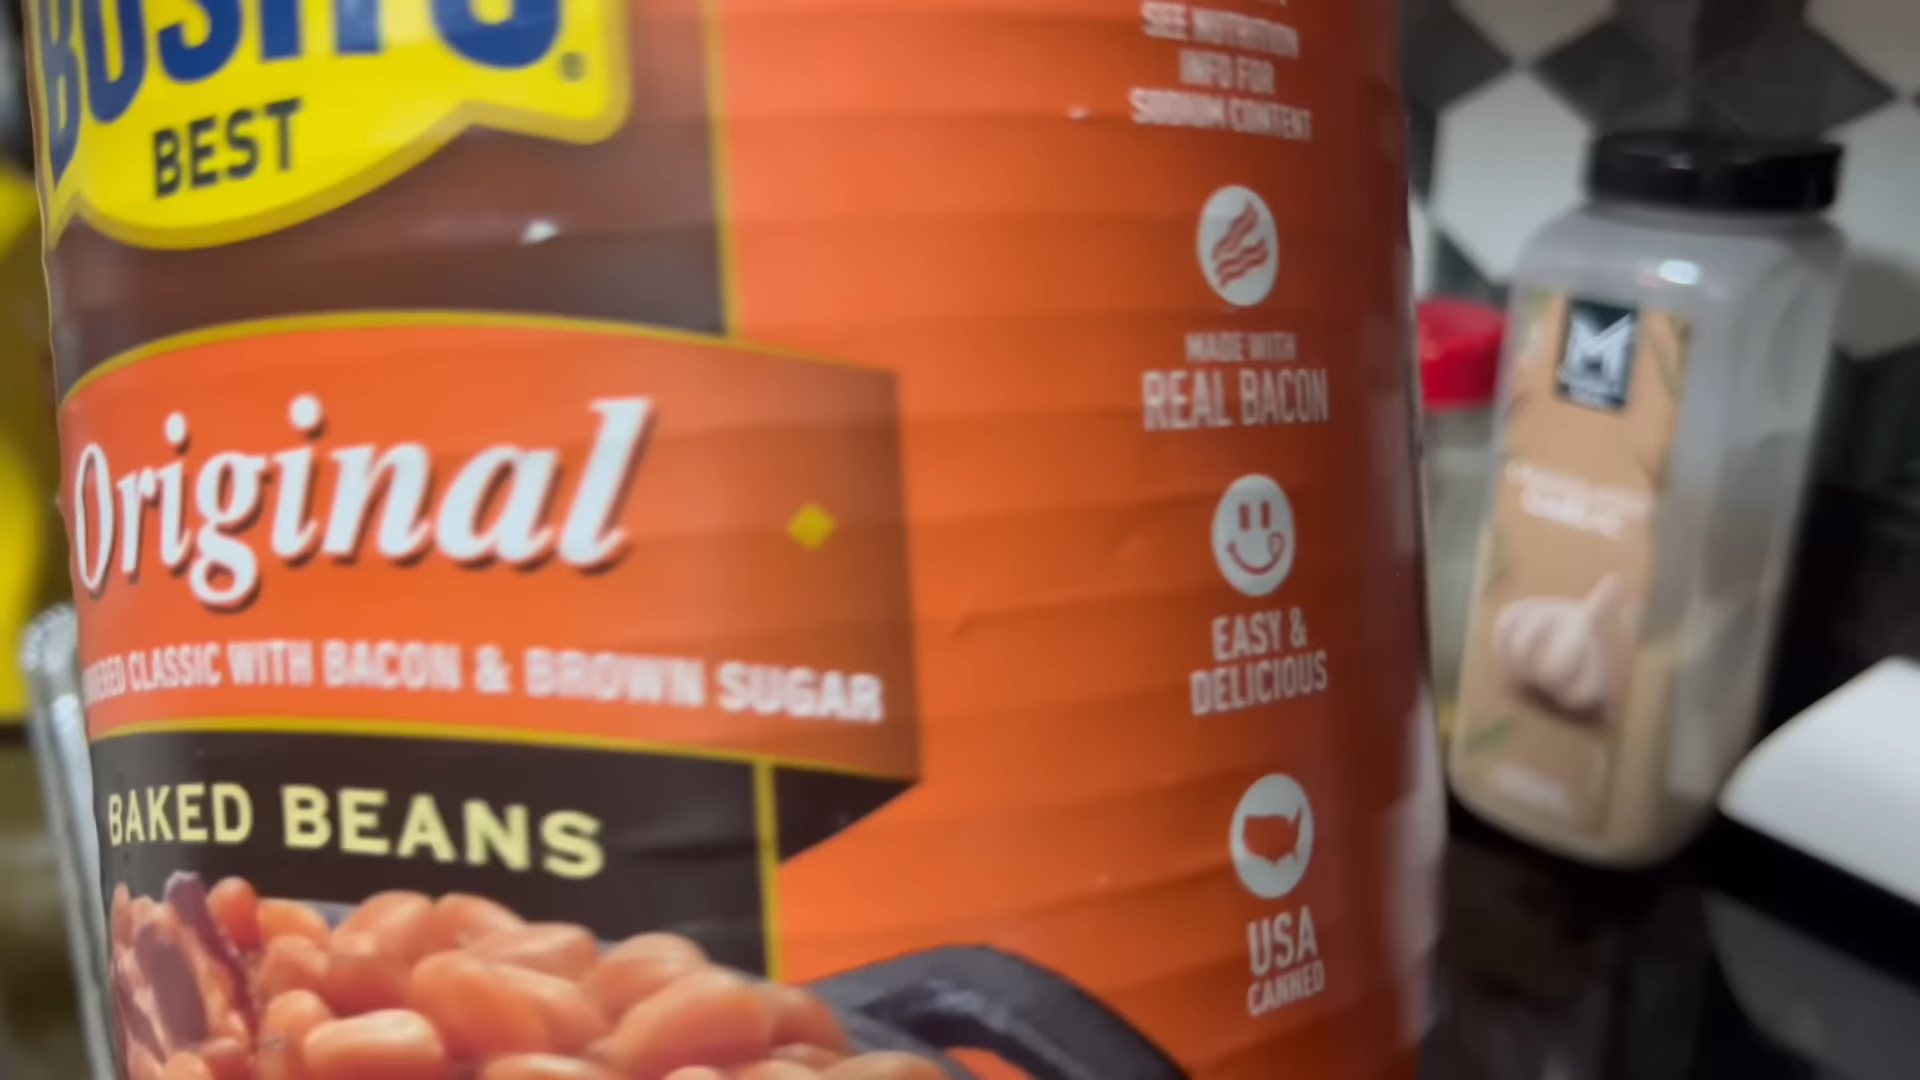 BUSH'S
®
BEST
Original
CLASSIC WITH BACON & BROWN SUGAR
BAKED BEANS
SEE NUTRITION
INFO FOR
SODIUM CONTENT
MADE WITH
REAL BACON
EASY &
DELICIOUS
USA
CANNED
M
GARLIC